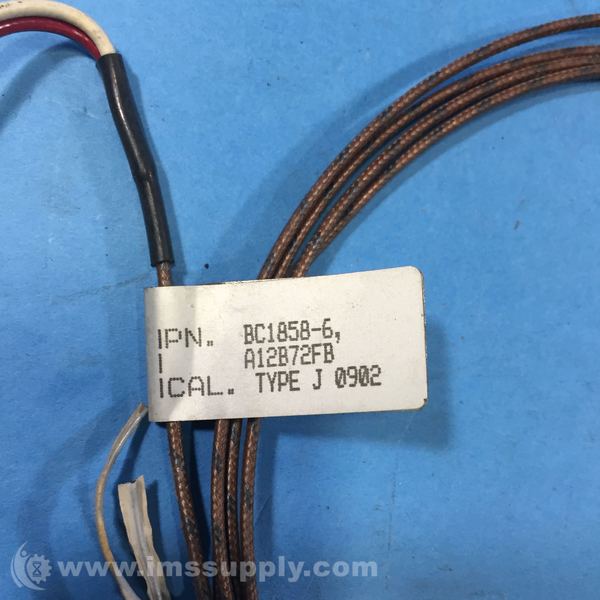 IPN. BC1858-6,
I A12B72FB
ICAL. TYPE J 0902
www.imssupply.com